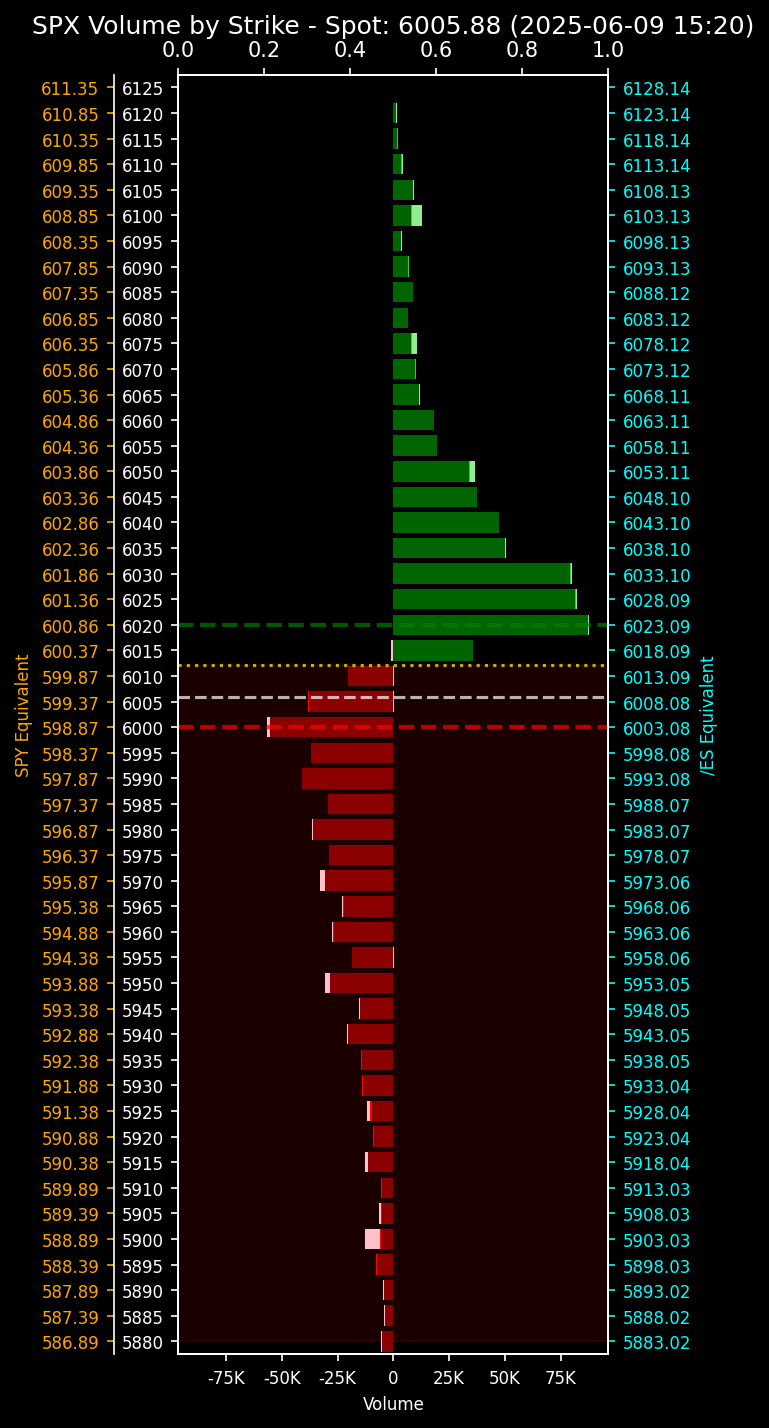 SPX Volume by Strike - Spot: 6005.88 (2025-06-09 15:20)
0.0 0.2 0.4 0.6 0.8 1.0
611.35 6125 6128.14
610.85 6120 6123.14
610.35 6115 6118.14
609.85 6110 6113.14
609.35 6105 6108.13
608.85 6100 6103.13
608.35 6095 6098.13
607.85 6090 6093.13
607.35 6085 6088.12
606.85 6080 6083.12
606.35 6075 6078.12
605.86 6070 6073.12
605.36 6065 6068.11
604.86 6060 6063.11
604.36 6055 6058.11
603.86 6050 6053.11
603.36 6045 6048.10
602.86 6040 6043.10
602.36 6035 6038.10
601.86 6030 6033.10
601.36 6025 6028.09
600.86 6020 6023.09
600.37 6015 6018.09
599.87 6010 6013.09
599.37 6005 6008.08
598.87 6000 6003.08
598.37 5995 5998.08
597.87 5990 5993.08
597.37 5985 5988.07
596.87 5980 5983.07
596.37 5975 5978.07
595.87 5970 5973.06
595.38 5965 5968.06
594.88 5960 5963.06
594.38 5955 5958.06
593.88 5950 5953.05
593.38 5945 5948.05
592.88 5940 5943.05
592.38 5935 5938.05
591.88 5930 5933.04
591.38 5925 5928.04
590.88 5920 5923.04
590.38 5915 5918.04
589.89 5910 5913.03
589.39 5905 5908.03
588.89 5900 5903.03
588.39 5895 5898.03
587.89 5890 5893.02
587.39 5885 5888.02
586.89 5880 5883.02
SPY Equivalent
/ES Equivalent
-75K -50K -25K 0 25K 50K 75K
Volume